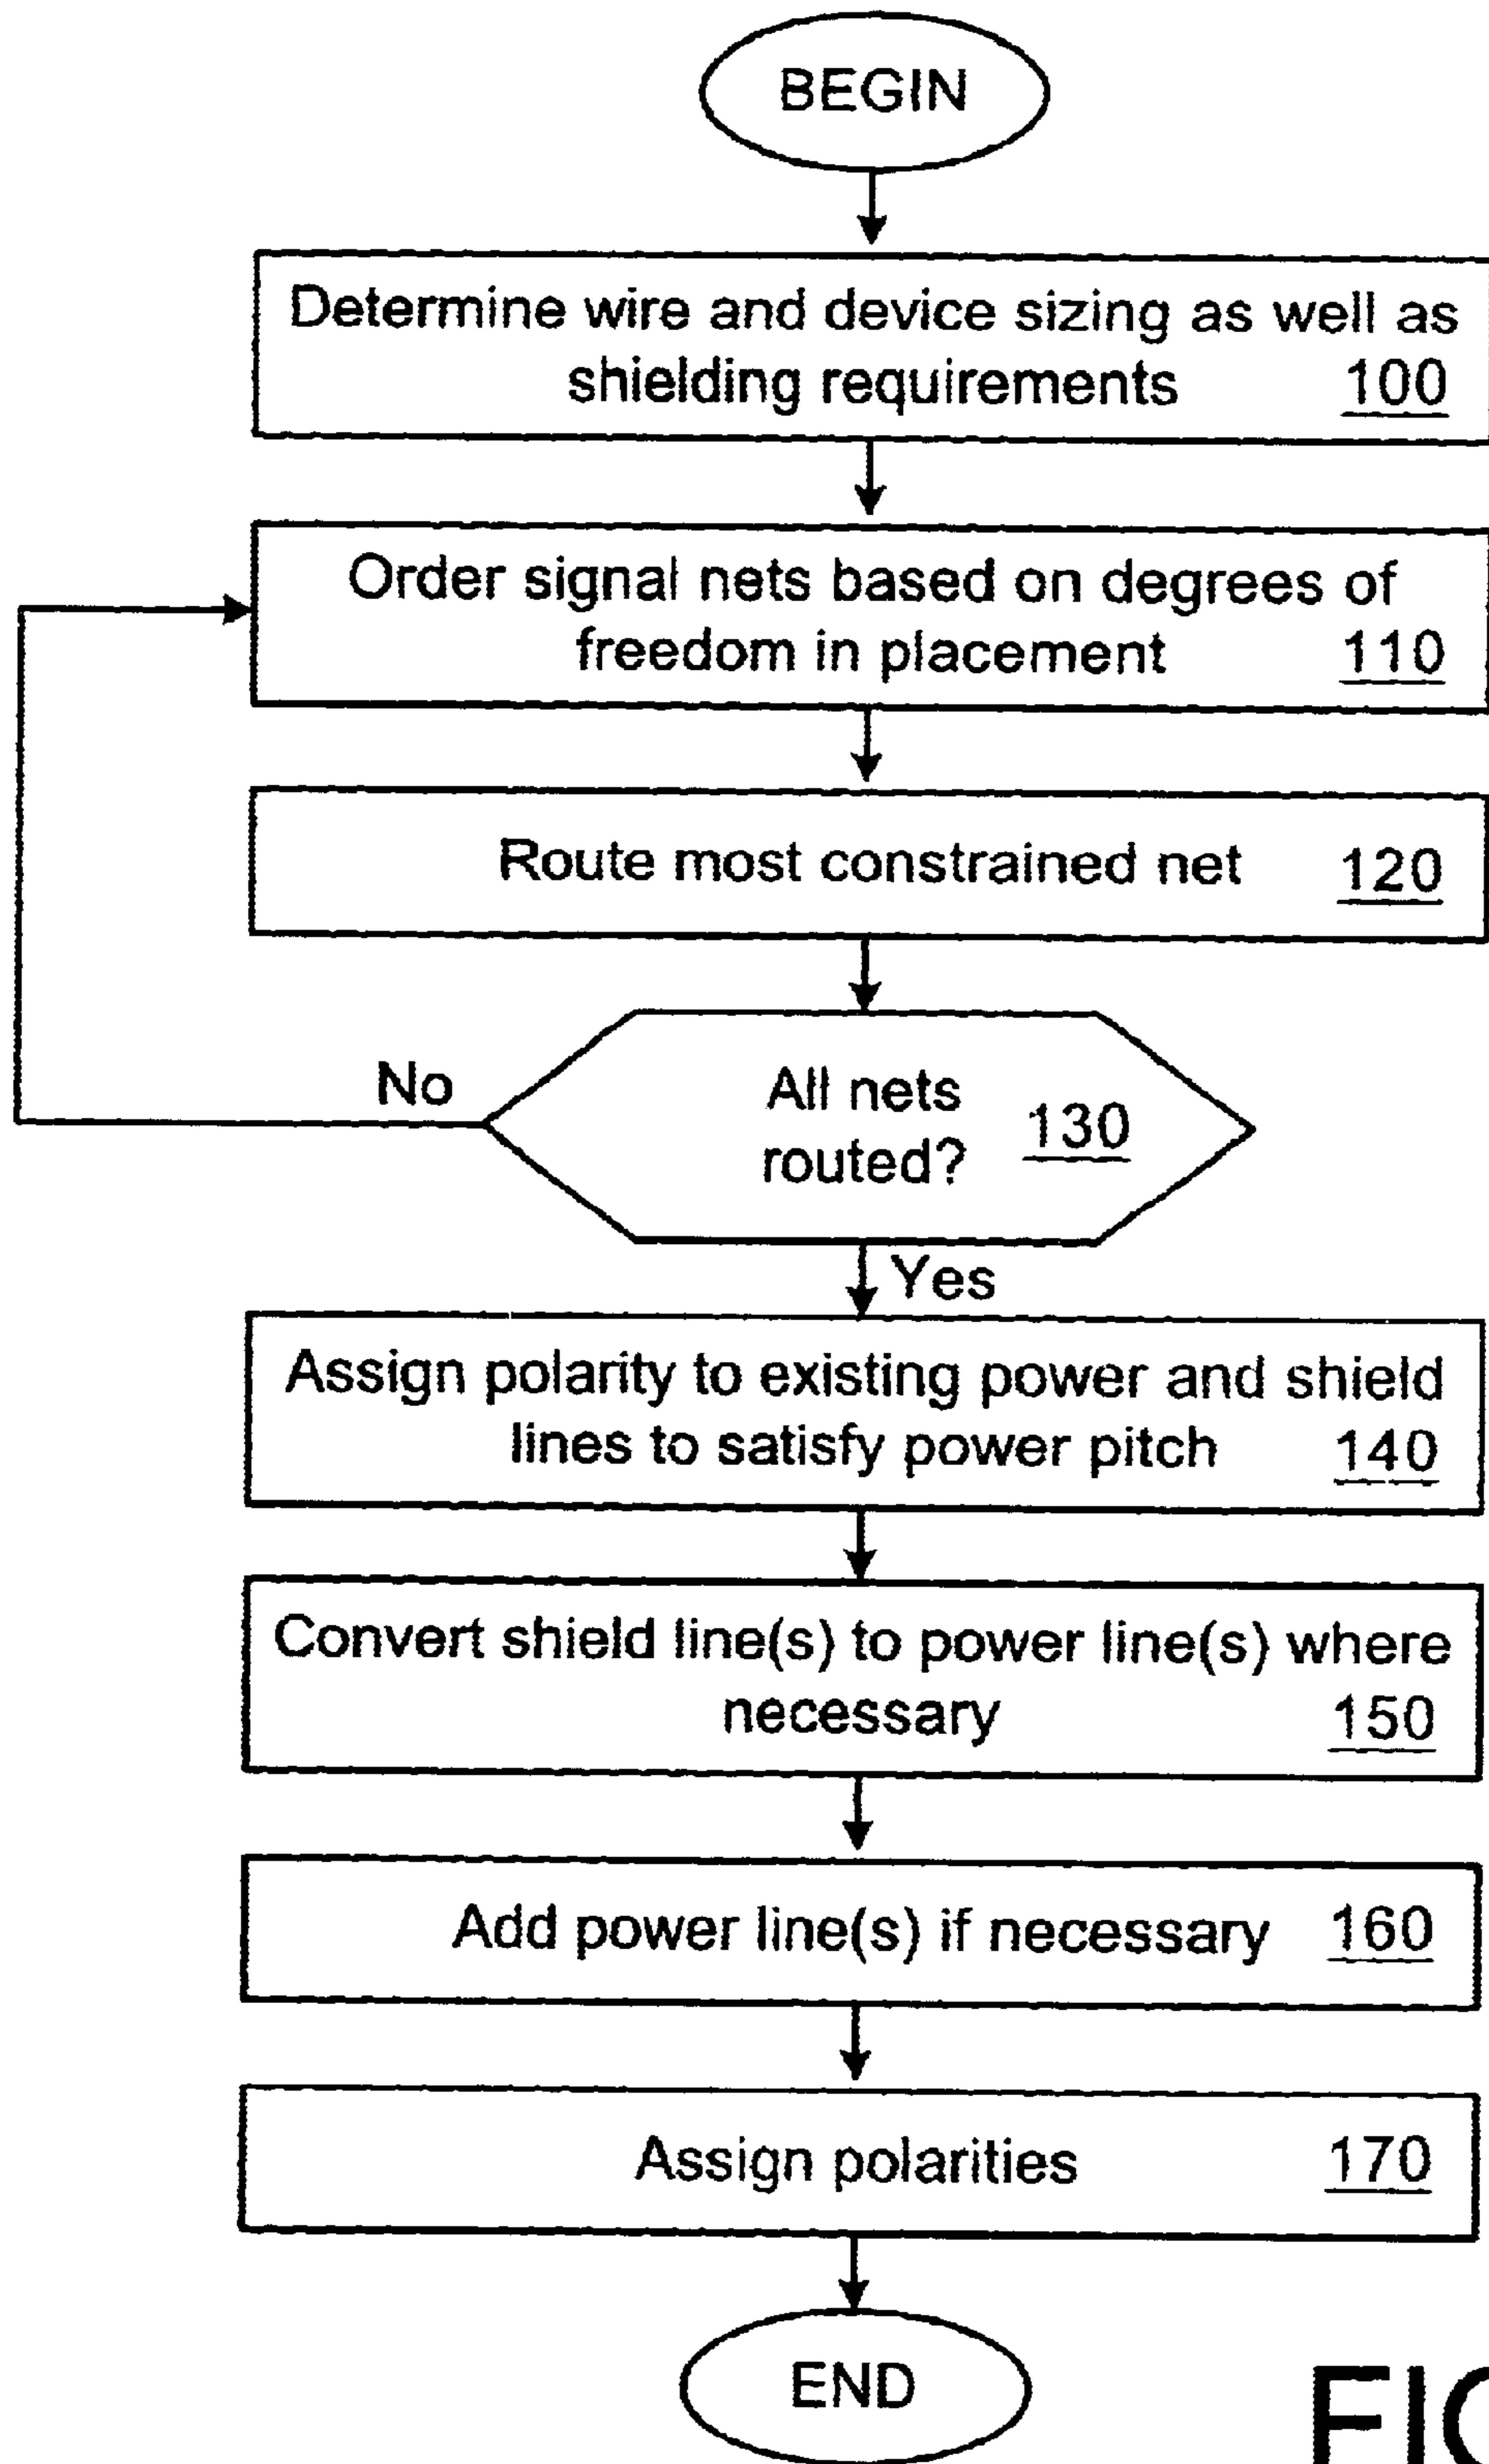 BEGIN
Determine wire and device sizing as well as
shielding requirements 100
Order signal nets based on degrees of
freedom in placement 110
Route most constrained net 120
No
All nets
routed? 130
Yes
Assign polarity to existing power and shield
lines to satisfy power pitch 140
Convert shield line(s) to power line(s) where
necessary 150
Add power line(s) if necessary 160
Assign polarities 170
END